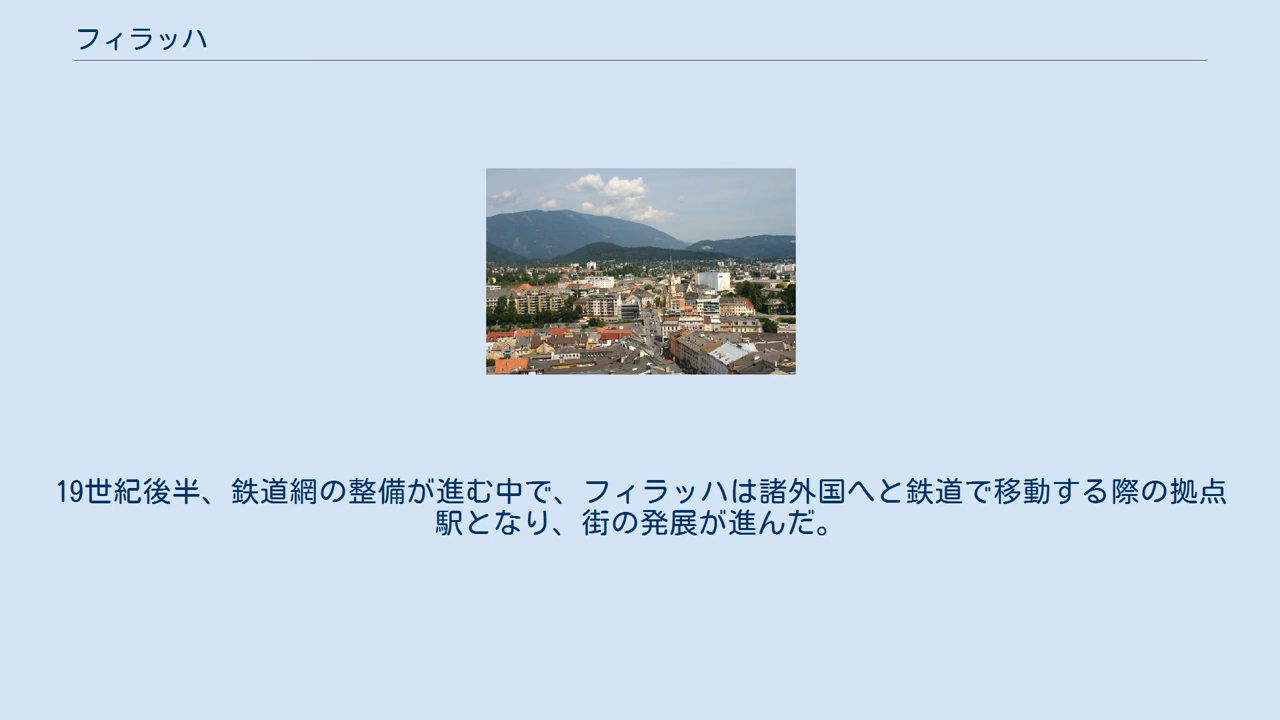 フィラッハ
19世紀後半、鉄道網の整備が進む中で、フィラッハは諸外国へと鉄道で移動する際の拠点
駅となり、街の発展が進んだ。